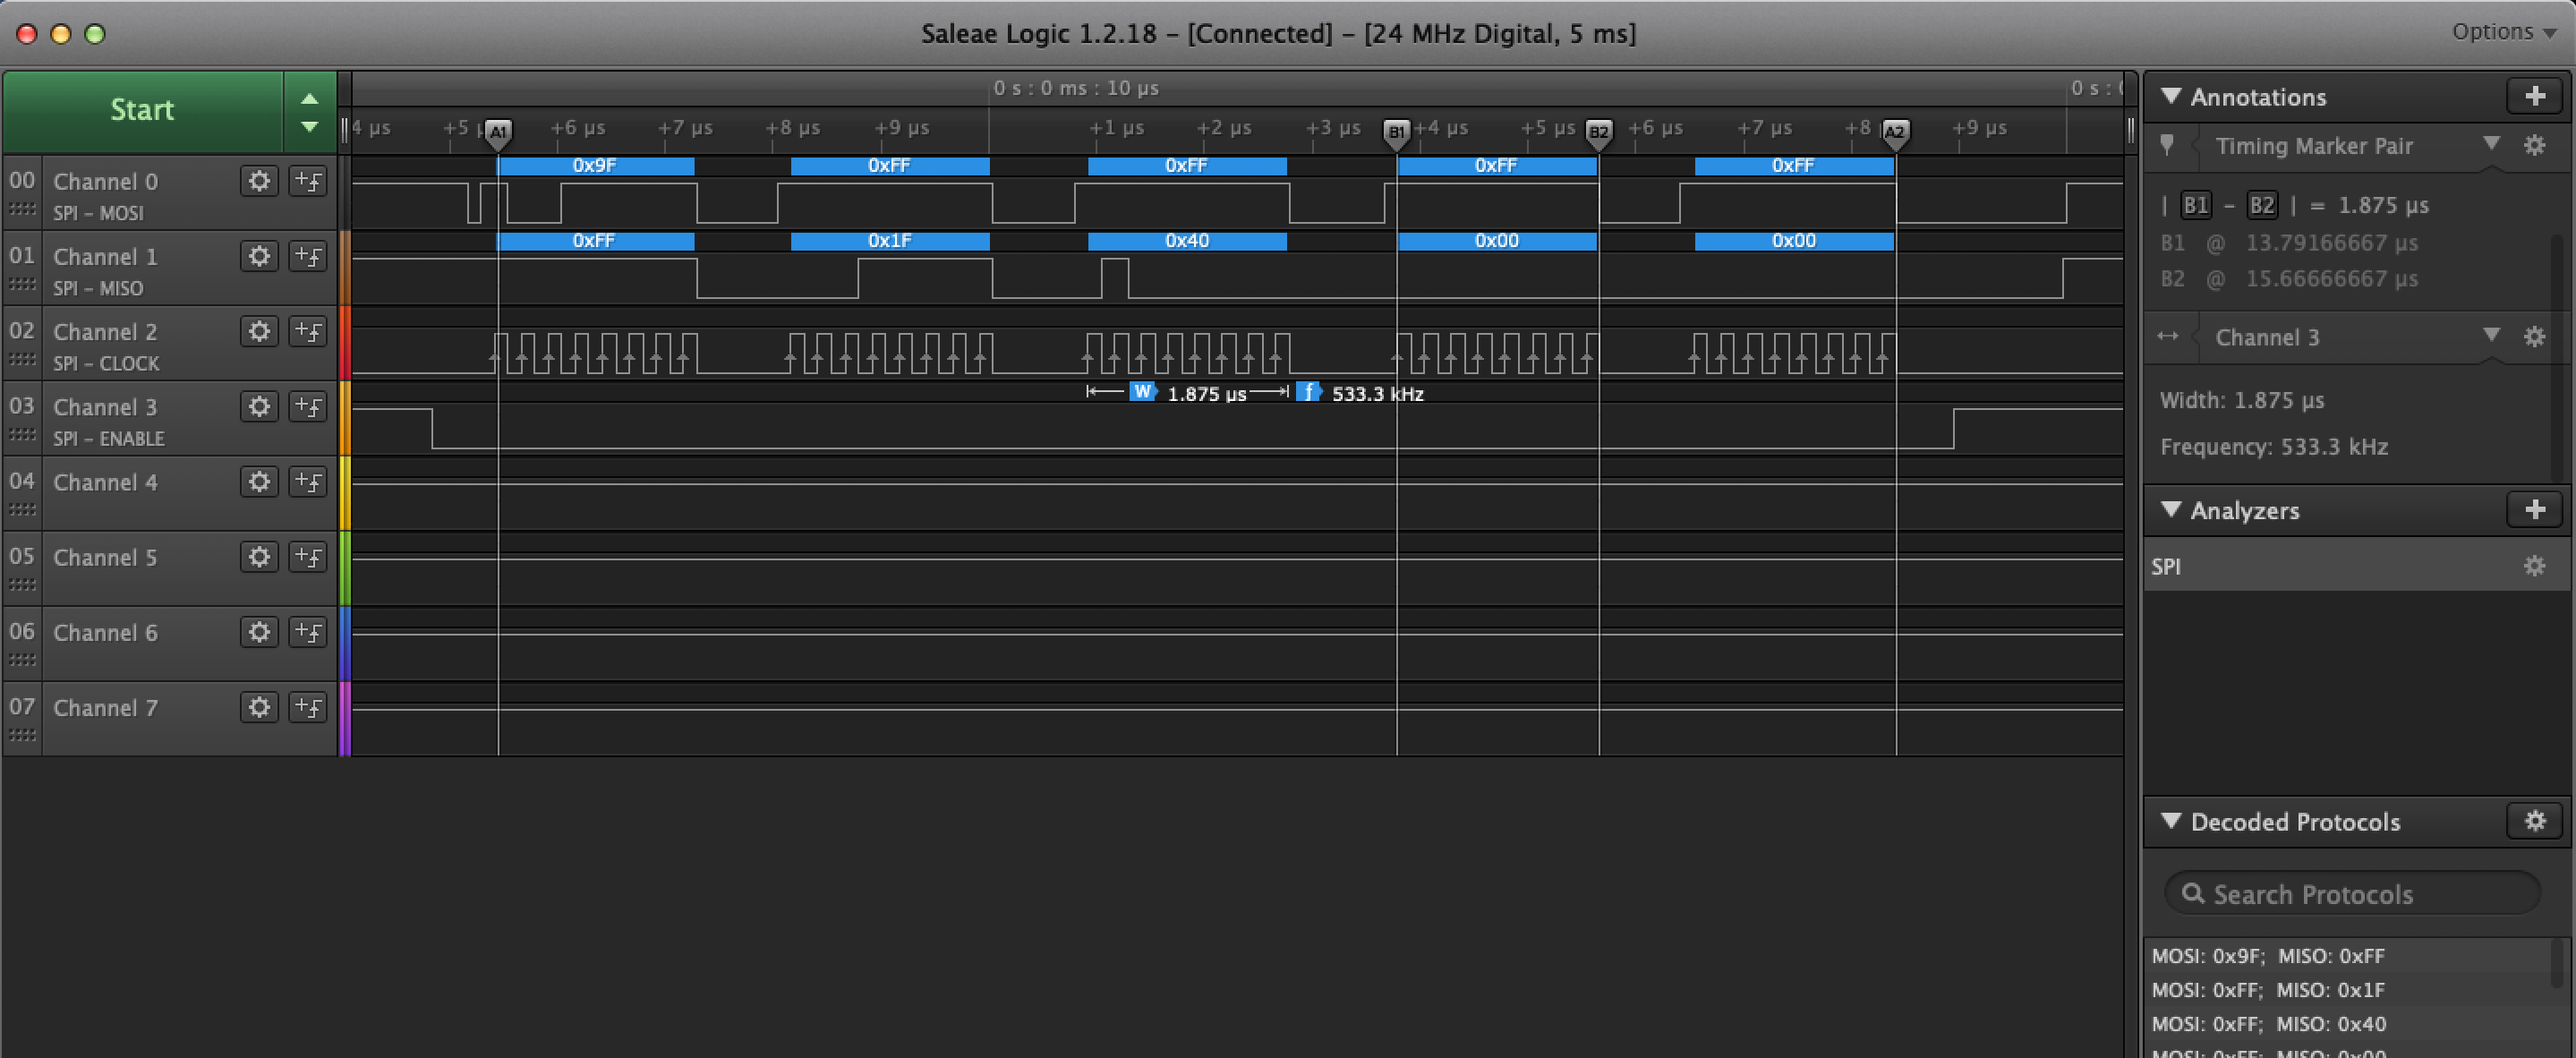 Saleae Logic 1.2.18 – [Connected] – [24 MHz Digital, 5 ms]
Options
Start
0 s : 0 ms : 10 µs
0 s : 0
4 µs +5 µ A1 +6 µs +7 µs +8 µs +9 µs +1 µs +2 µs +3 µs B1 +4 µs +5 µs B2 +6 µs +7 µs +8 A2 +9 µs
00 Channel 0
SPI – MOSI
0x9F 0xFF 0xFF 0xFF 0xFF
01 Channel 1
SPI – MISO
0xFF 0x1F 0x40 0x00 0x00
02 Channel 2
SPI – CLOCK
W 1.875 µs f 533.3 kHz
03 Channel 3
SPI – ENABLE
04 Channel 4
05 Channel 5
06 Channel 6
07 Channel 7
Annotations
Timing Marker Pair
| B1 – B2 | = 1.875 µs
B1 @ 13.79166667 µs
B2 @ 15.66666667 µs
Channel 3
Width: 1.875 µs
Frequency: 533.3 kHz
Analyzers
SPI
Decoded Protocols
Search Protocols
MOSI: 0x9F; MISO: 0xFF
MOSI: 0xFF; MISO: 0x1F
MOSI: 0xFF; MISO: 0x40
MOSI: 0xFF; MISO: 0x00